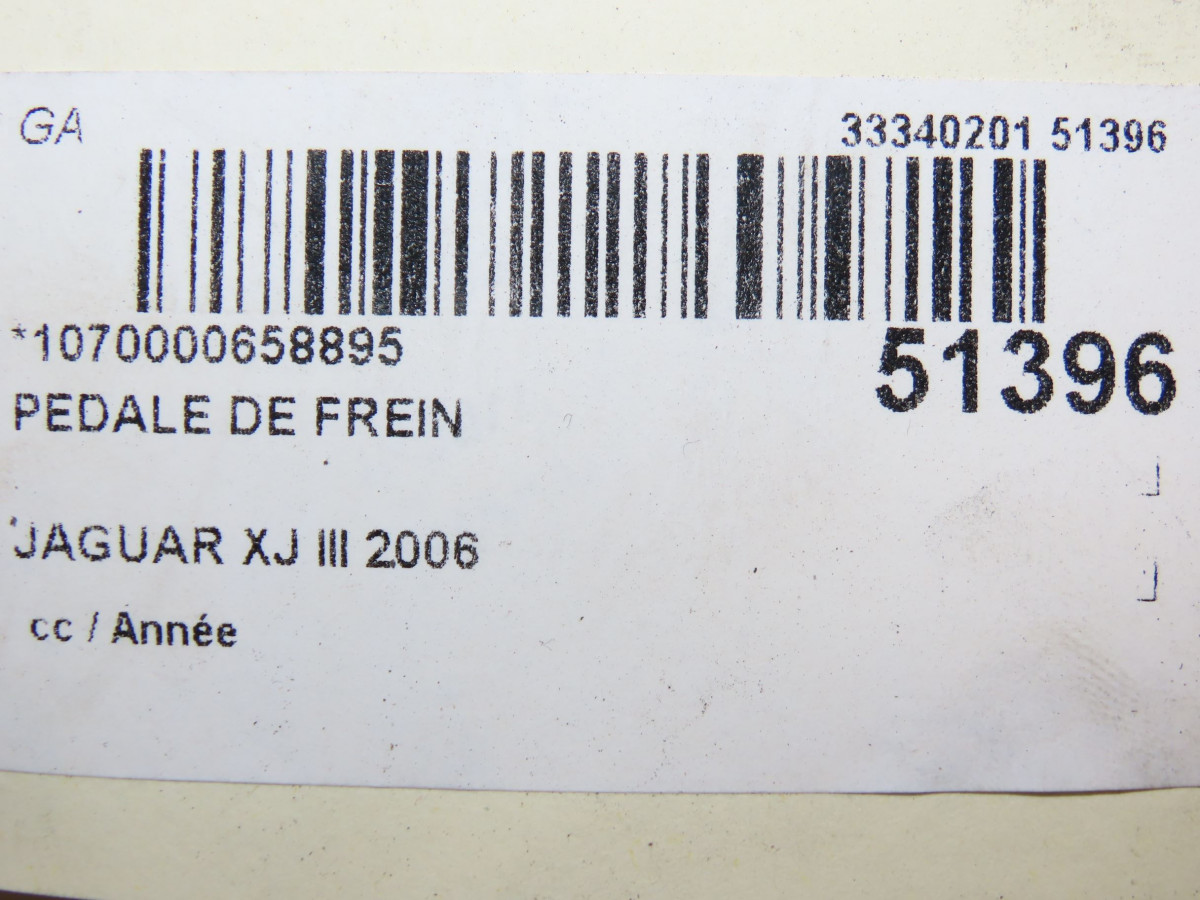 GA
33340201 51396
*1070000658895
51396
PEDALE DE FREIN
JAGUAR XJ III 2006
cc / Année